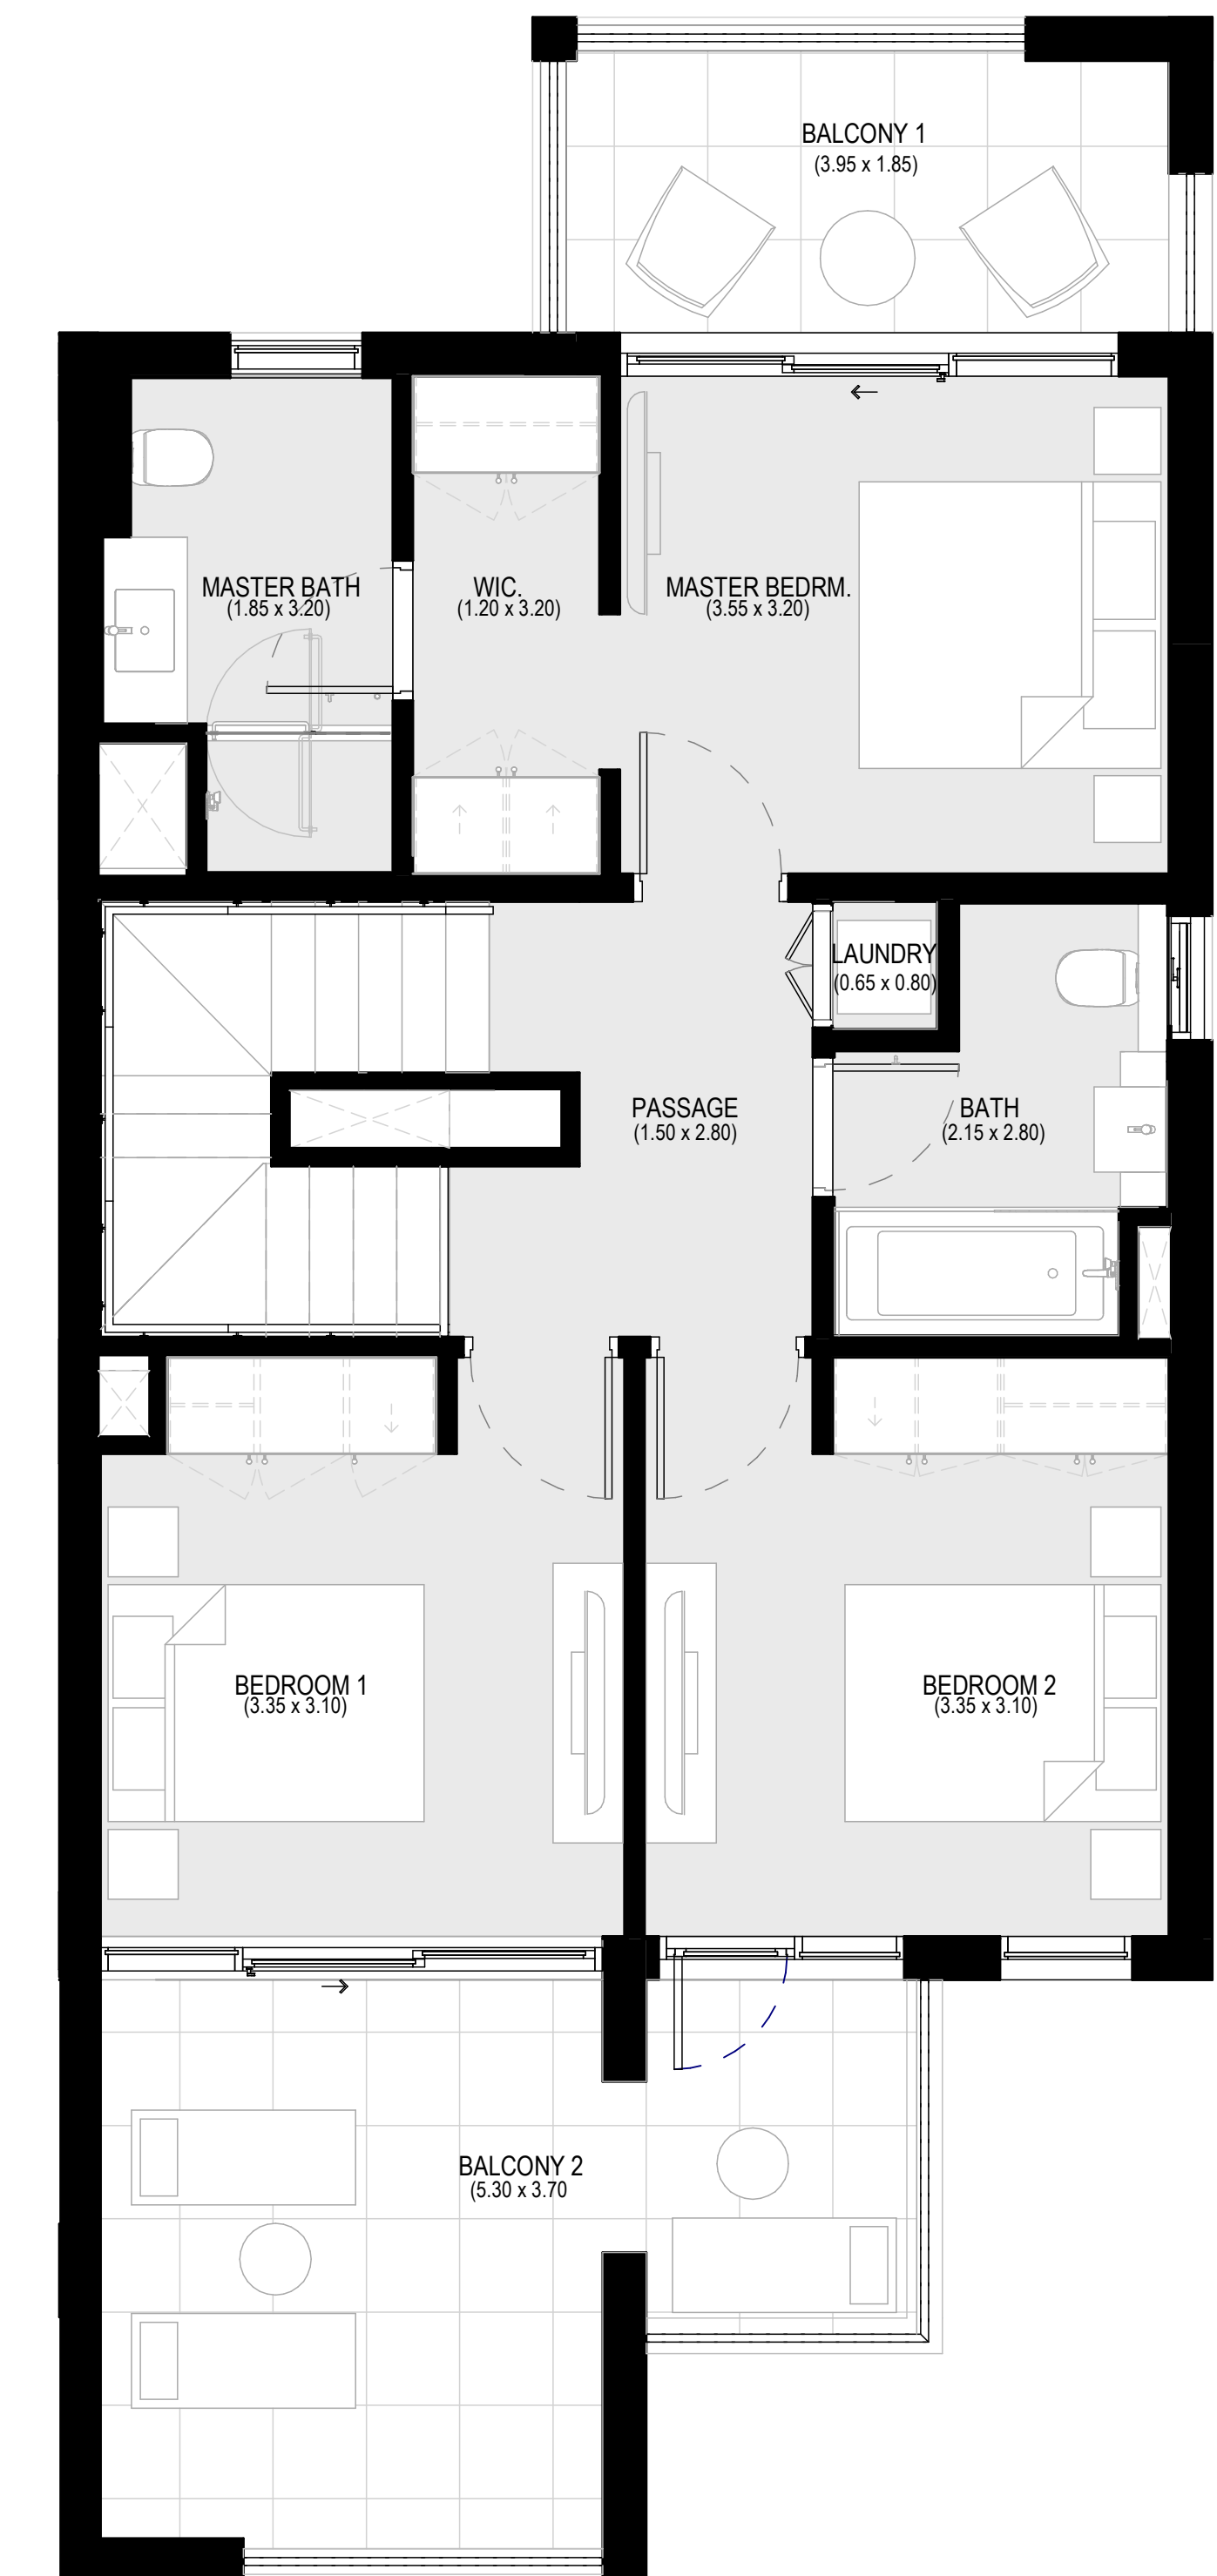 BALCONY 1
(3.95 x 1.85)
MASTER BATH
(1.85 x 3.20)
WIC.
(1.20 x 3.20)
MASTER BEDRM.
(3.55 x 3.20)
LAUNDRY
(0.65 x 0.80)
PASSAGE
(1.50 x 2.80)
BATH
(2.15 x 2.80)
BEDROOM 1
(3.35 x 3.10)
BEDROOM 2
(3.35 x 3.10)
BALCONY 2
(5.30 x 3.70